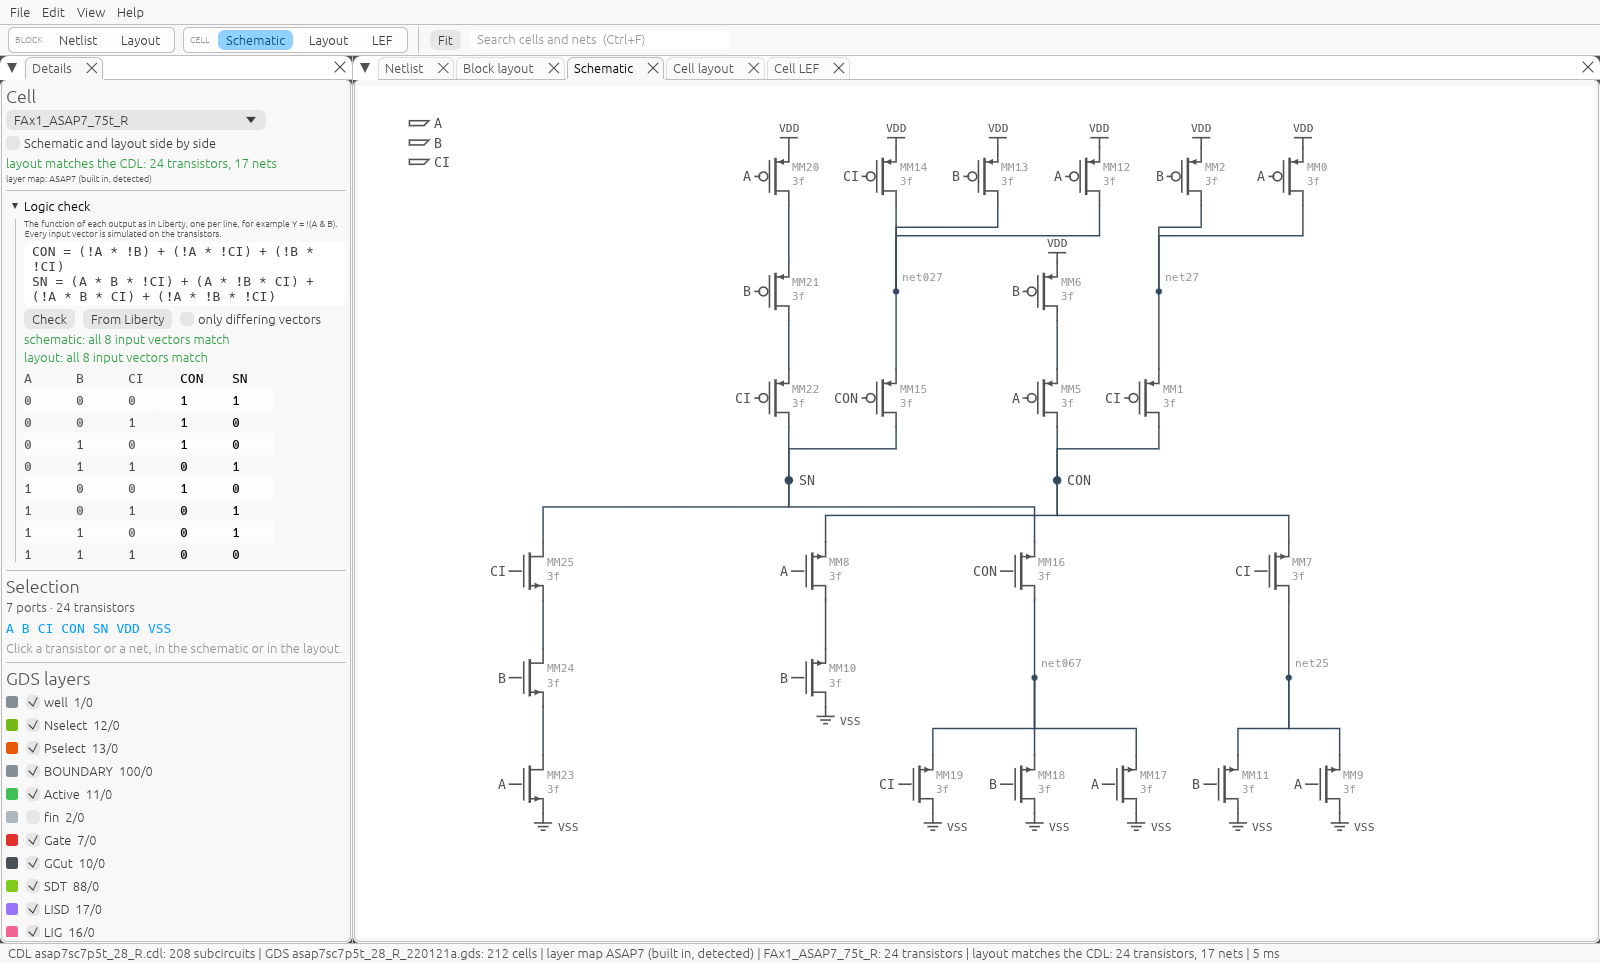 File Edit View Help
BLOCK Netlist Layout CELL Schematic Layout LEF Fit Search cells and nets (Ctrl+F)
Details
Netlist Block layout Schematic Cell layout Cell LEF
Cell
FAx1_ASAP7_75t_R
Schematic and layout side by side
layout matches the CDL: 24 transistors, 17 nets
layer map: ASAP7 (built in, detected)
Logic check
The function of each output as in Liberty, one per line, for example Y = !(A & B).
Every input vector is simulated on the transistors.
CON = (!A * !B) + (!A * !CI) + (!B *
!CI)
SN = (A * B * !CI) + (A * !B * CI) +
(!A * B * CI) + (!A * !B * !CI)
Check From Liberty only differing vectors
schematic: all 8 input vectors match
layout: all 8 input vectors match
A B CI CON SN
0 0 0 1 1
0 0 1 1 0
0 1 0 1 0
0 1 1 0 1
1 0 0 1 0
1 0 1 0 1
1 1 0 0 1
1 1 1 0 0
Selection
7 ports · 24 transistors
A B CI CON SN VDD VSS
Click a transistor or a net, in the schematic or in the layout.
GDS layers
well 1/0
Nselect 12/0
Pselect 13/0
BOUNDARY 100/0
Active 11/0
fin 2/0
Gate 7/0
GCut 10/0
SDT 88/0
LISD 17/0
LIG 16/0
A
B
CI
VDD VDD VDD VDD VDD VDD
A MM20 CI MM14 B MM13 A MM12 B MM2 A MM0
3f 3f 3f 3f 3f 3f
VDD
net027 net27
B MM21 B MM6
3f 3f
CI MM22 CON MM15 A MM5 CI MM1
3f 3f 3f 3f
SN CON
CI MM25 A MM8 CON MM16 CI MM7
3f 3f 3f 3f
net067 net25
B MM24 B MM10
3f 3f
VSS
A MM23 CI MM19 B MM18 A MM17 B MM11 A MM9
3f 3f 3f 3f 3f 3f
VSS VSS VSS VSS VSS VSS
CDL asap7sc7p5t_28_R.cdl: 208 subcircuits | GDS asap7sc7p5t_28_R_220121a.gds: 212 cells | layer map ASAP7 (built in, detected) | FAx1_ASAP7_75t_R: 24 transistors | layout matches the CDL: 24 transistors, 17 nets | 5 ms